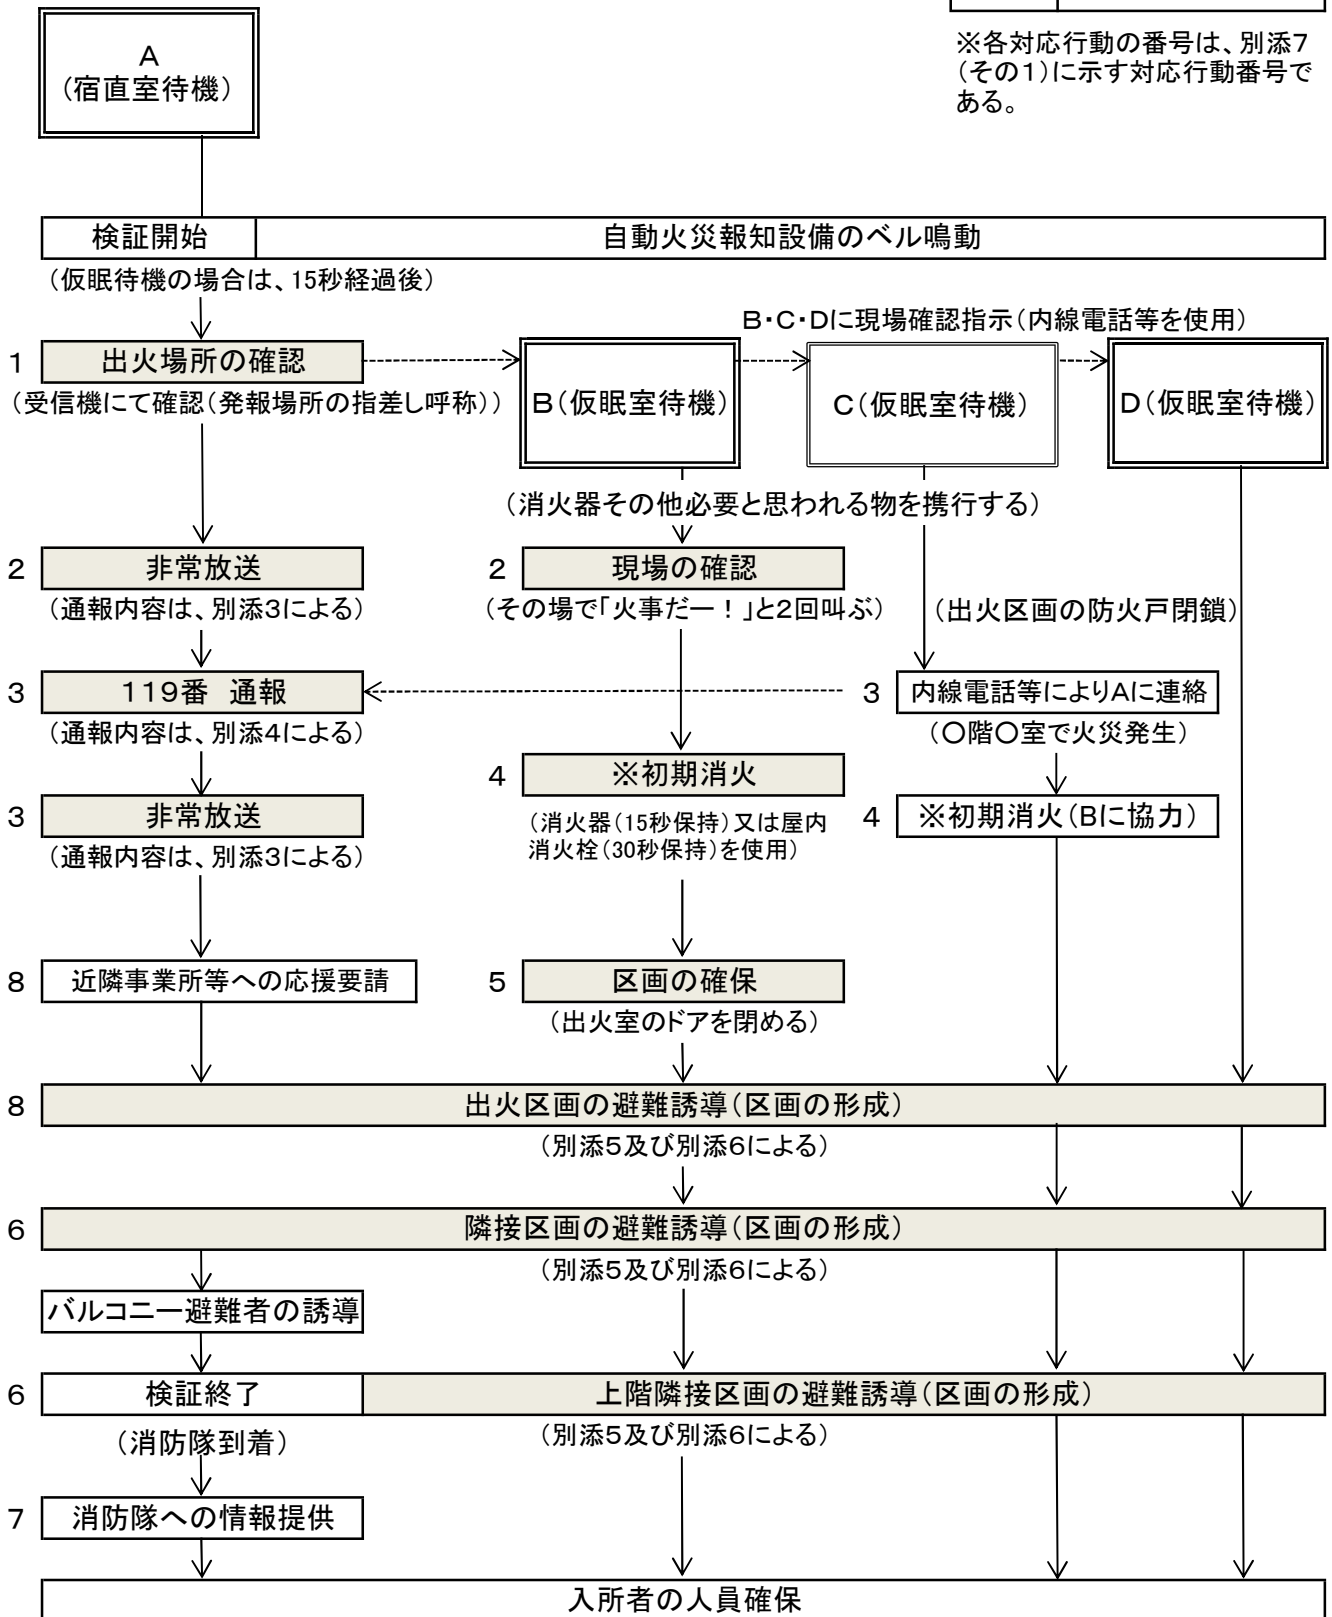 ※各対応行動の番号は、別添7
(その1)に示す対応行動番号で
ある。
A
(宿直室待機)
検証開始
自動火災報知設備のベル鳴動
(仮眠待機の場合は、15秒経過後)
B・C・Dに現場確認指示(内線電話等を使用)
1
出火場所の確認
(受信機にて確認(発報場所の指差し呼称))
B(仮眠室待機)
C(仮眠室待機)
D(仮眠室待機)
(消火器その他必要と思われる物を携行する)
2
非常放送
2
現場の確認
(通報内容は、別添3による)
(その場で「火事だー!」と2回叫ぶ)
(出火区画の防火戸閉鎖)
3
119番 通報
3
内線電話等によりAに連絡
(通報内容は、別添4による)
(〇階〇室で火災発生)
4
※初期消火
3
非常放送
(消火器(15秒保持)又は屋内
消火栓(30秒保持)を使用)
4
※初期消火(Bに協力)
(通報内容は、別添3による)
8
近隣事業所等への応援要請
5
区画の確保
(出火室のドアを閉める)
8
出火区画の避難誘導(区画の形成)
(別添5及び別添6による)
6
隣接区画の避難誘導(区画の形成)
(別添5及び別添6による)
バルコニー避難者の誘導
6
検証終了
上階隣接区画の避難誘導(区画の形成)
(消防隊到着)
(別添5及び別添6による)
7
消防隊への情報提供
入所者の人員確保